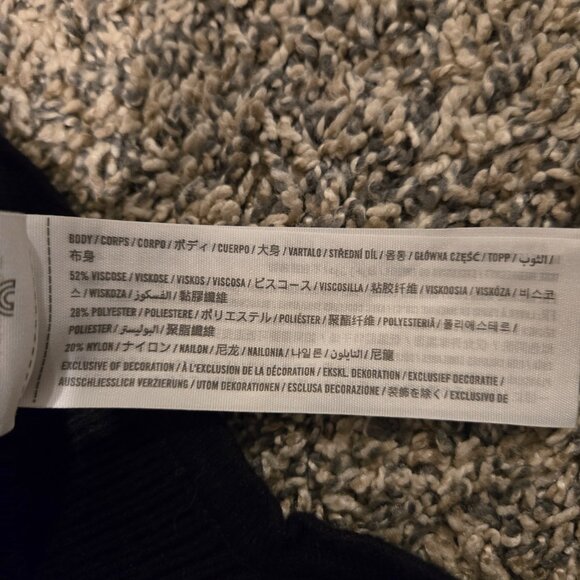 BODY / CORPS / CORPO / ボディ / CUERPO / 大身 / VARTALO / STŘEDNÍ DÍL / 몸통 / GŁÓWNA CZĘŚĆ / TOPP / الثوب /
布身
52% VISCOSE / VISKOSE / VISKOS / VISCOSA / ビスコース / VISCOSILLA / 粘胶纤维 / VISKOOSIA / VISKÓZA / 비스코
스 / WISKOZA / الفسكوز / 黏膠纖維
28% POLYESTER / POLIESTERE / ポリエステル / POLIÉSTER / 聚酯纤维 / POLYESTERIÄ / 폴리에스테르 /
POLIESTER / البوليستر / 聚脂纖維
20% NYLON / ナイロン / NAILON / 尼龙 / NAILONIA / 나일론 / النايلون / 尼龍
EXCLUSIVE OF DECORATION / À L'EXCLUSION DE LA DÉCORATION / EKSKL. DEKORATION / EXCLUSIEF DECORATIE /
AUSSCHLIESSLICH VERZIERUNG / UTOM DEKORATIONEN / ESCLUSA DECORAZIONE / 装飾を除く / EXCLUSIVO DE